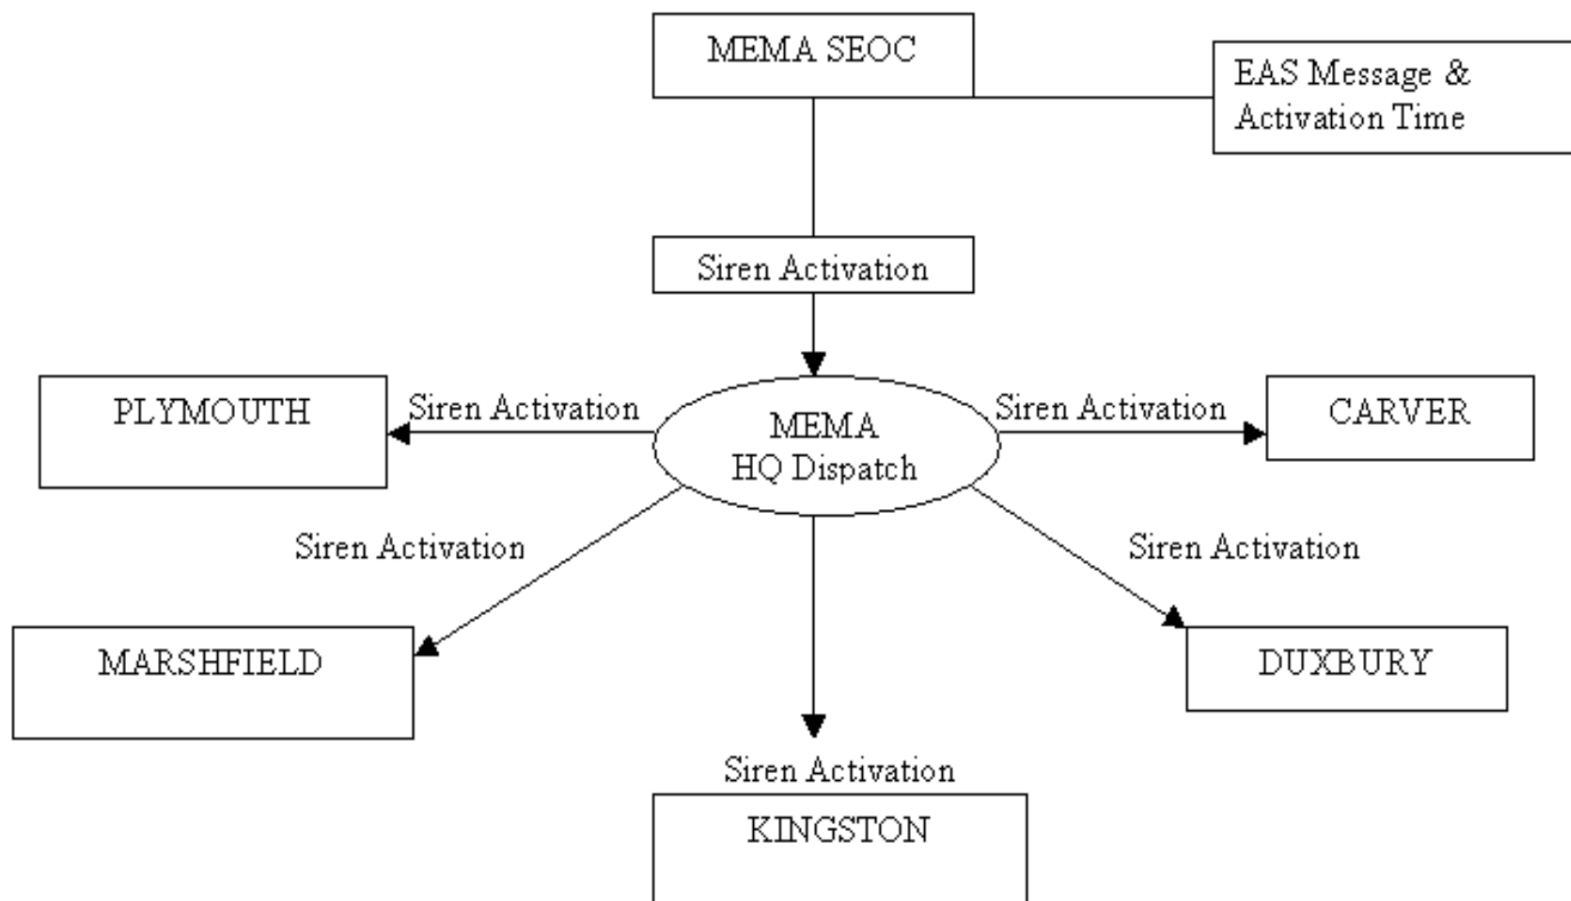 MEMA SEOC
EAS Message &
Activation Time
Siren Activation
PLYMOUTH
Siren Activation
MEMA
HQ Dispatch
Siren Activation
CARVER
Siren Activation
Siren Activation
MARSHFIELD
DUXBURY
Siren Activation
KINGSTON